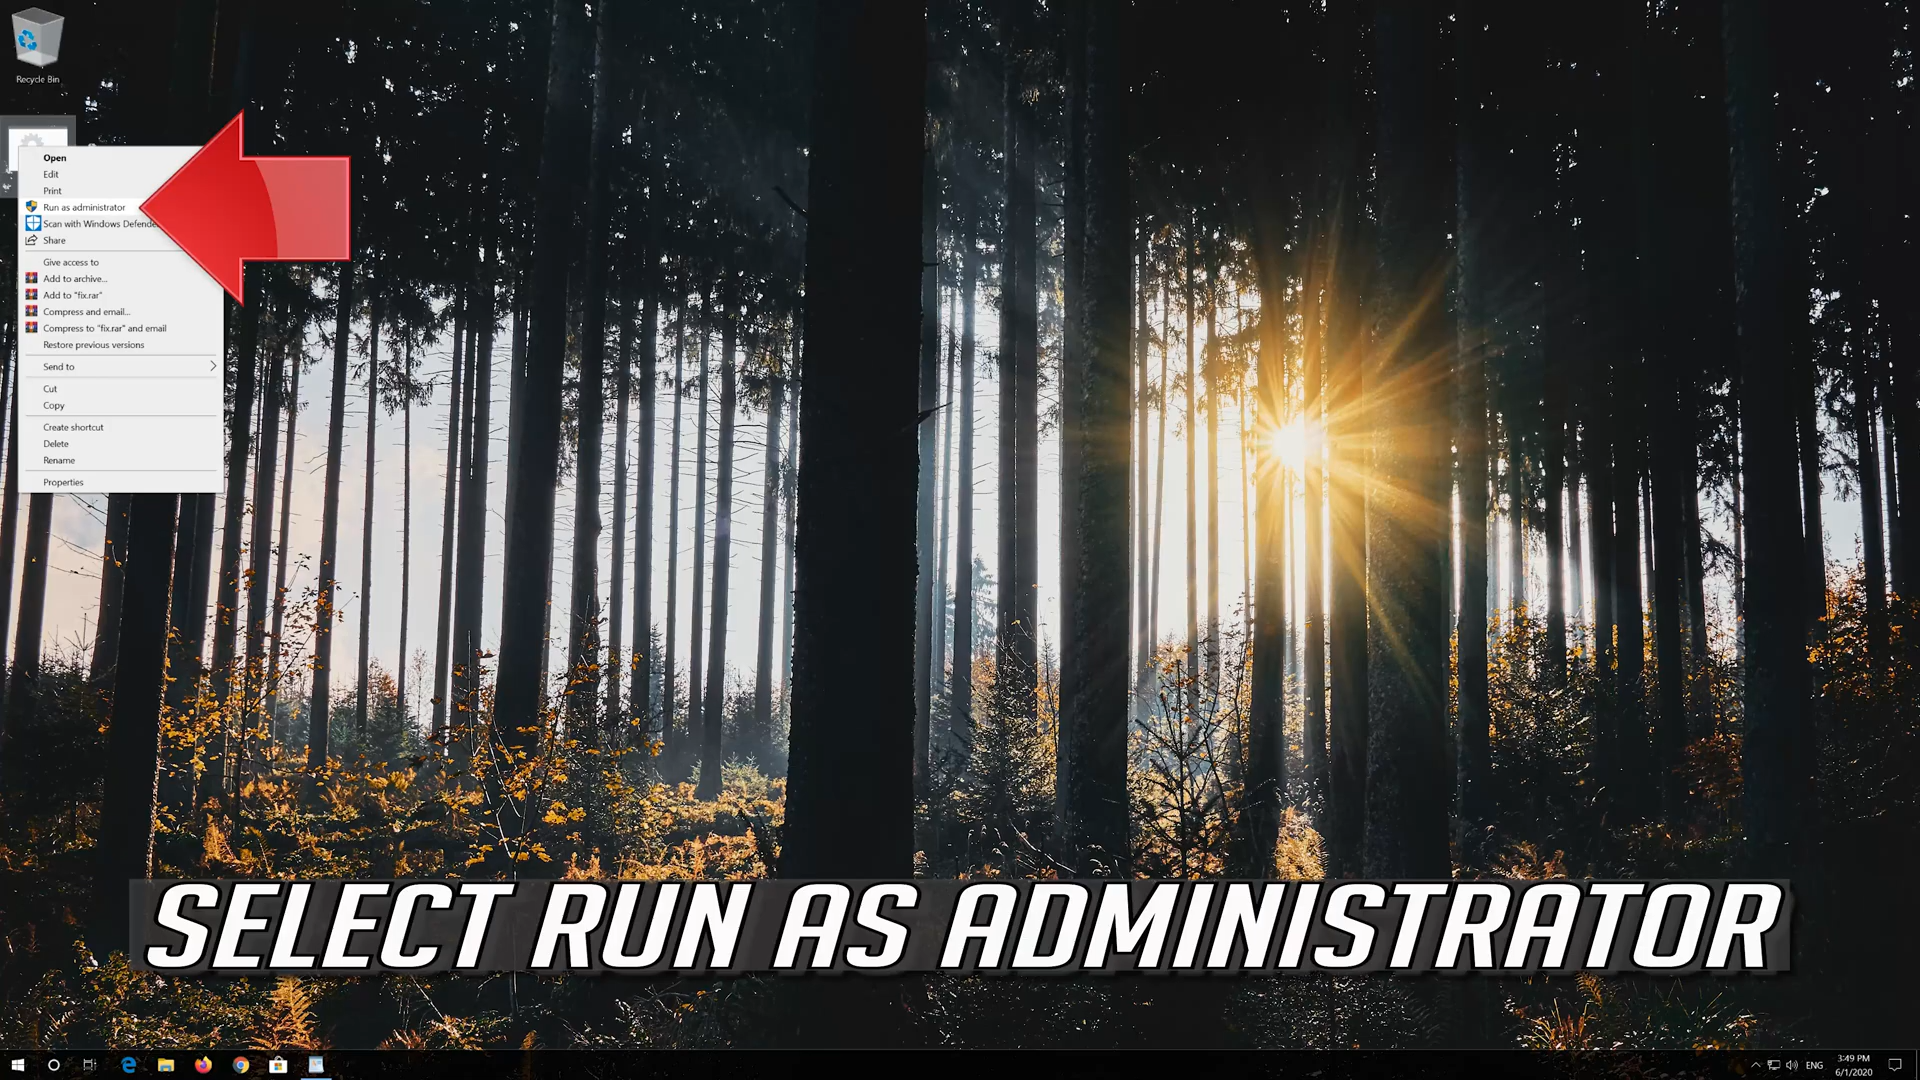 Recycle Bin
Open
Edit
Print
Run as administrator
Scan with Windows
Share
Give access to
Add to archive...
Add to "fix.rar"
Compress and email...
Compress to "fix.rar" and email
Restore previous versions
Send to
Cut
Copy
Create shortcut
Delete
Rename
Properties
SELECT RUN AS ADMINISTRATOR
ENG
3:49 PM
6/1/2020